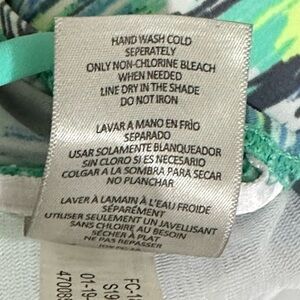 HAND WASH COLD
SEPERATELY
ONLY NON-CHLORINE BLEACH
WHEN NEEDED
LINE DRY IN THE SHADE
DO NOT IRON
LAVAR A MANO EN FRÍO
SEPARADO
USAR SOLAMENTE BLANQUEADOR
SIN CLORO SI ES NECESARIO
COLGAR A LA SOMBRA PARA SECAR
NO PLANCHAR
LAVER À LAMAIN À L'EAU FROIDE
SÉPARÉMENT
UTILISER SEULEMENT UN JAVELLISANT
SANS CHLORE AU BESOIN
SÉCHER À PLAT
NE PAS REPASSER